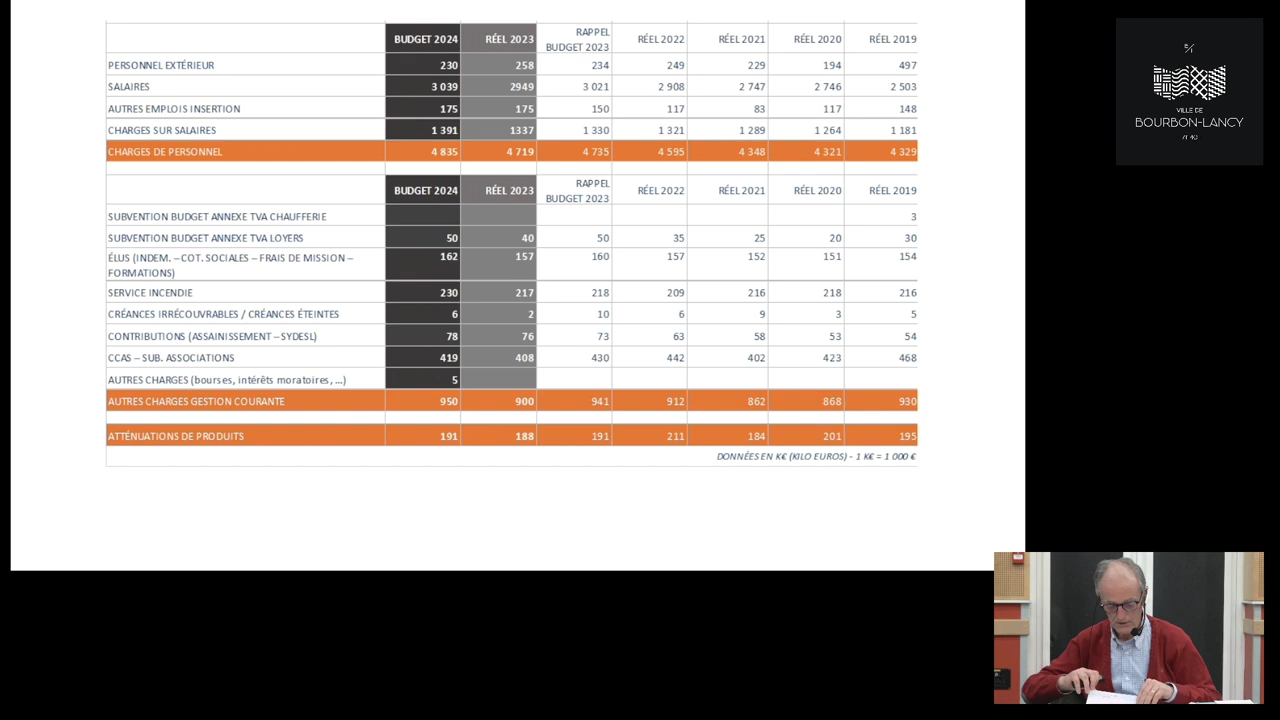 BUDGET 2024 RÉEL 2023 RAPPEL BUDGET 2023 RÉEL 2022 RÉEL 2021 RÉEL 2020 RÉEL 2019
PERSONNEL EXTÉRIEUR 230 258 234 249 229 194 497
SALAIRES 3 039 2949 3 021 2 908 2 747 2 746 2 503
AUTRES EMPLOIS INSERTION 175 175 150 117 83 117 148
CHARGES SUR SALAIRES 1 391 1337 1 330 1 321 1 289 1 264 1 181
CHARGES DE PERSONNEL 4 835 4 719 4 735 4 595 4 348 4 321 4 329
BUDGET 2024 RÉEL 2023 RAPPEL BUDGET 2023 RÉEL 2022 RÉEL 2021 RÉEL 2020 RÉEL 2019
SUBVENTION BUDGET ANNEXE TVA CHAUFFERIE 3
SUBVENTION BUDGET ANNEXE TVA LOYERS 50 40 50 35 25 20 30
ÉLUS (INDEM. – COT. SOCIALES – FRAIS DE MISSION – 162 157 160 157 152 151 154
FORMATIONS)
SERVICE INCENDIE 230 217 218 209 216 218 216
CRÉANCES IRRÉCOUVRABLES / CRÉANCES ÉTEINTES 6 2 10 6 9 3 5
CONTRIBUTIONS (ASSAINISSEMENT – SYDESL) 78 76 73 63 58 53 54
CCAS – SUB. ASSOCIATIONS 419 408 430 442 402 423 468
AUTRES CHARGES (bourses, intérêts moratoires, ...) 5
AUTRES CHARGES GESTION COURANTE 950 900 941 912 862 868 930
ATTÉNUATIONS DE PRODUITS 191 188 191 211 184 201 195
DONNÉES EN K€ (KILO EUROS) - 1 K€ = 1 000 €
VILLE DE
BOURBON-LANCY